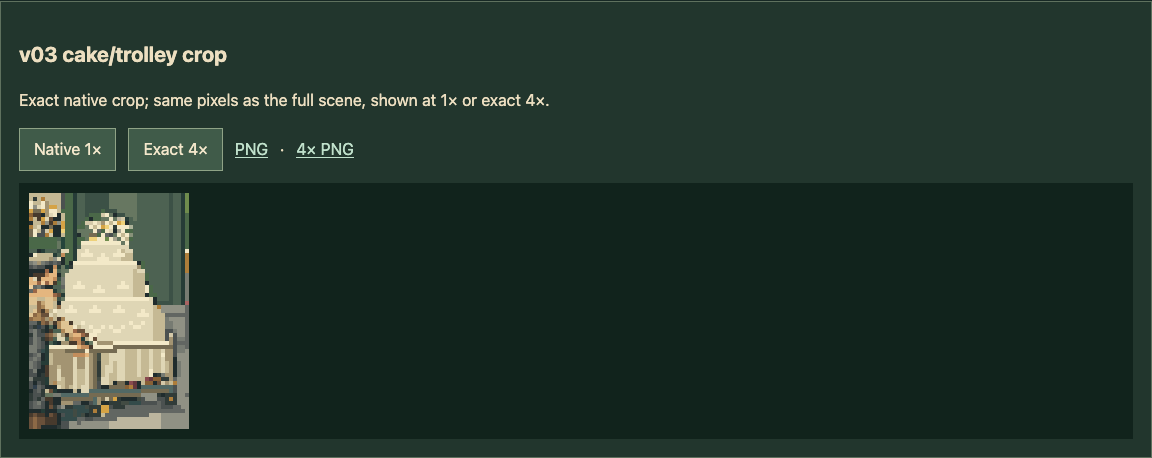 v03 cake/trolley crop
Exact native crop; same pixels as the full scene, shown at 1× or exact 4×.
Native 1× Exact 4× PNG · 4× PNG